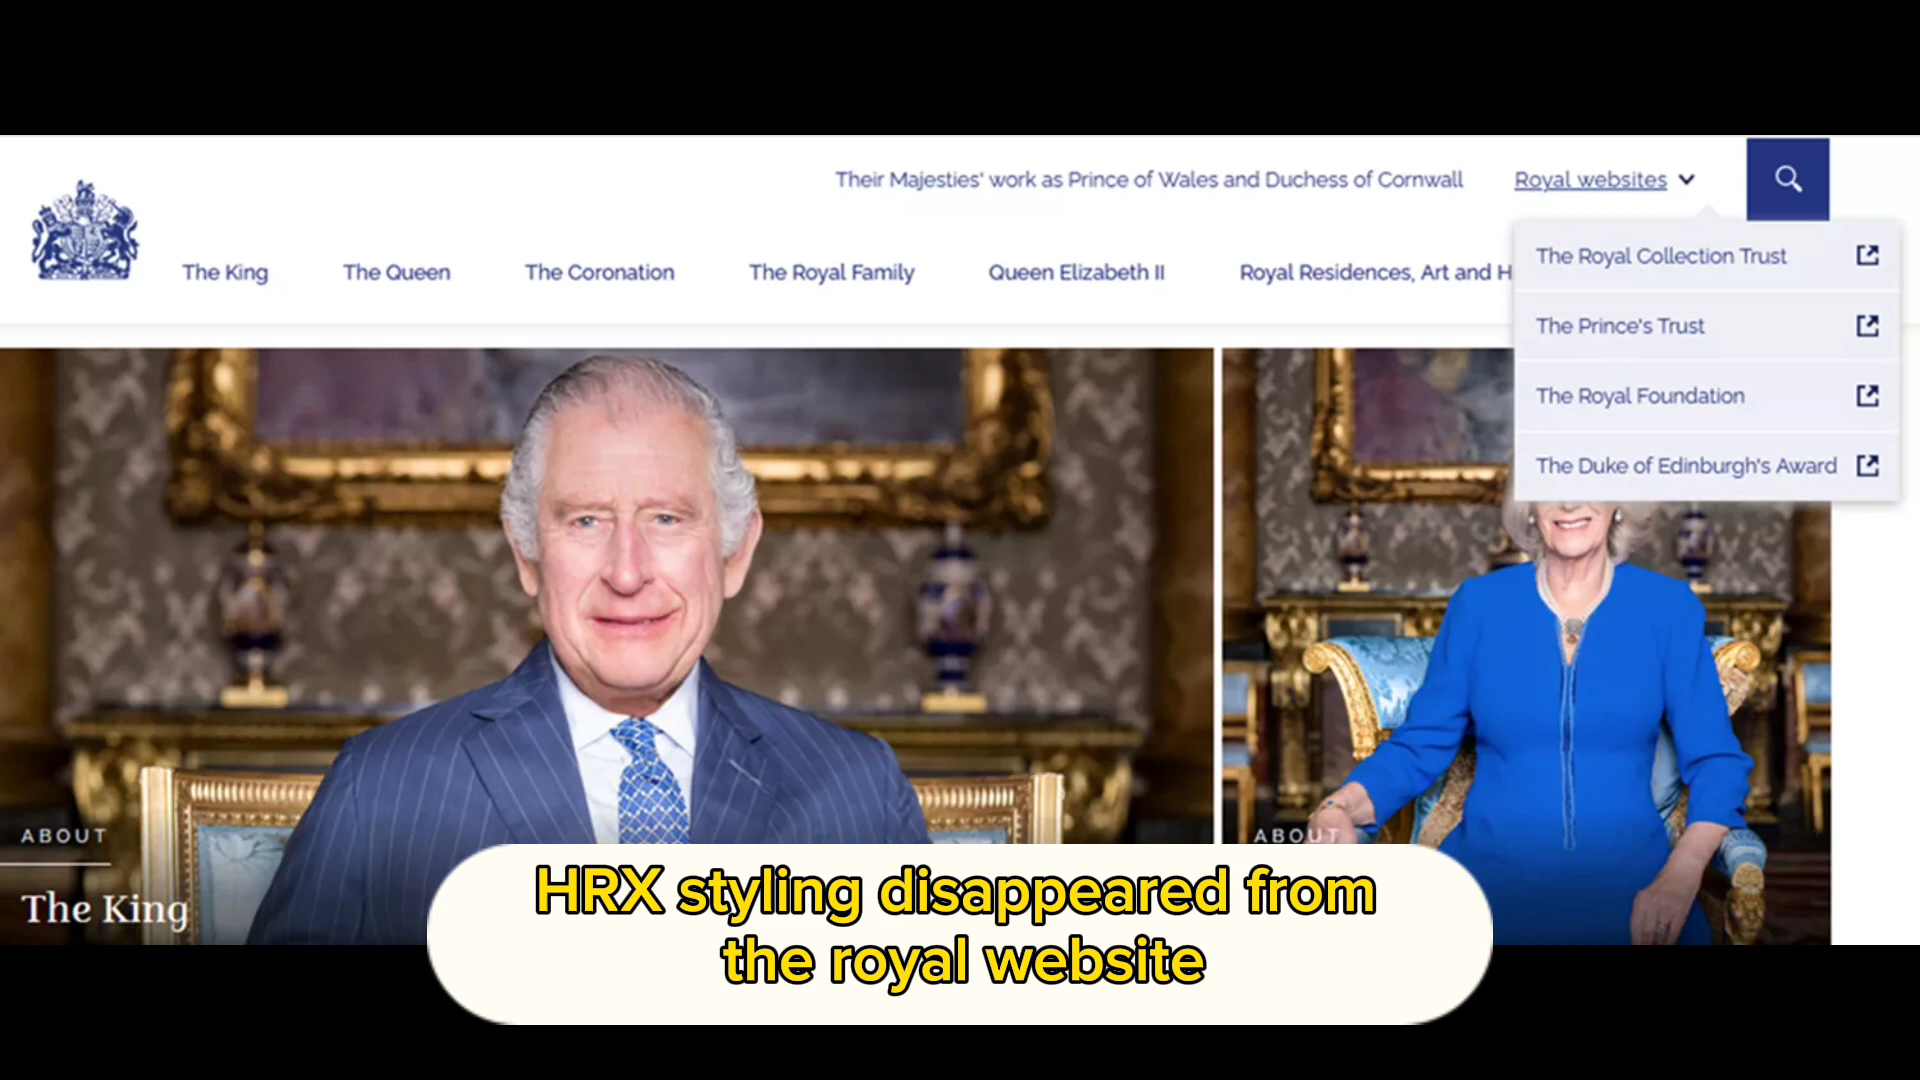 Their Majesties' work as Prince of Wales and Duchess of Cornwall
Royal websites
The King
The Queen
The Coronation
The Royal Family
Queen Elizabeth II
Royal Residences, Art and H
The Royal Collection Trust
The Prince's Trust
The Royal Foundation
The Duke of Edinburgh's Award
ABOUT
The King
ABOUT
HRX styling disappeared from
the royal website